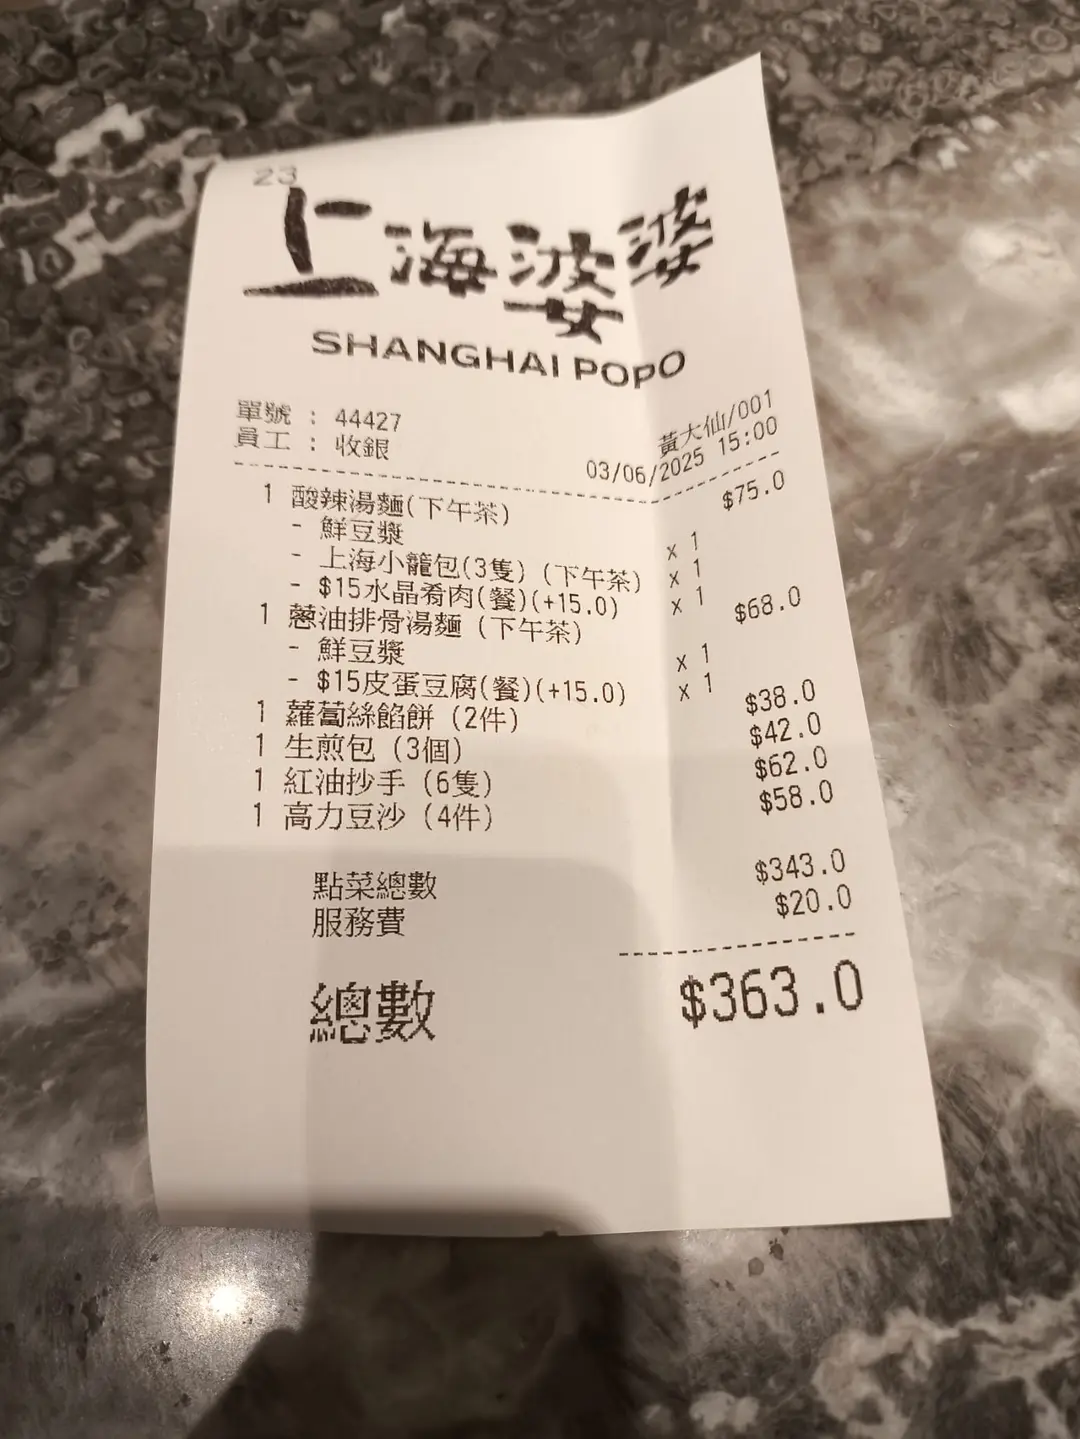 23
上海婆婆
SHANGHAI POPO
單號 : 44427 黃大仙/001
員工 : 收銀 03/06/2025 15:00
1 酸辣湯麵(下午茶) $75.0
- 鮮豆漿 x 1
- 上海小籠包(3隻) (下午茶) x 1
- $15水晶肴肉(餐)(+15.0) x 1
1 蔥油排骨湯麵 (下午茶) $68.0
- 鮮豆漿 x 1
- $15皮蛋豆腐(餐)(+15.0) x 1
1 蘿蔔絲餡餅 (2件) $38.0
1 生煎包 (3個) $42.0
1 紅油抄手 (6隻) $62.0
1 高力豆沙 (4件) $58.0
點菜總數 $343.0
服務費 $20.0
總數 $363.0